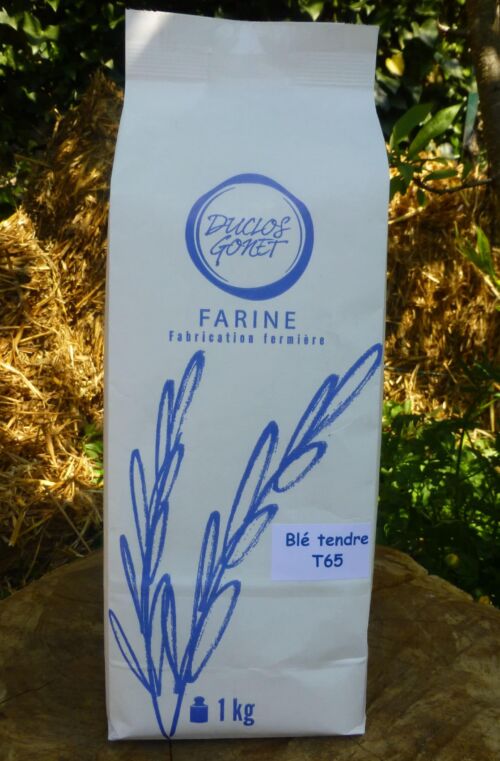 DUCLOS
GONET
FARINE
Fabrication fermière
Blé tendre
T65
1 kg